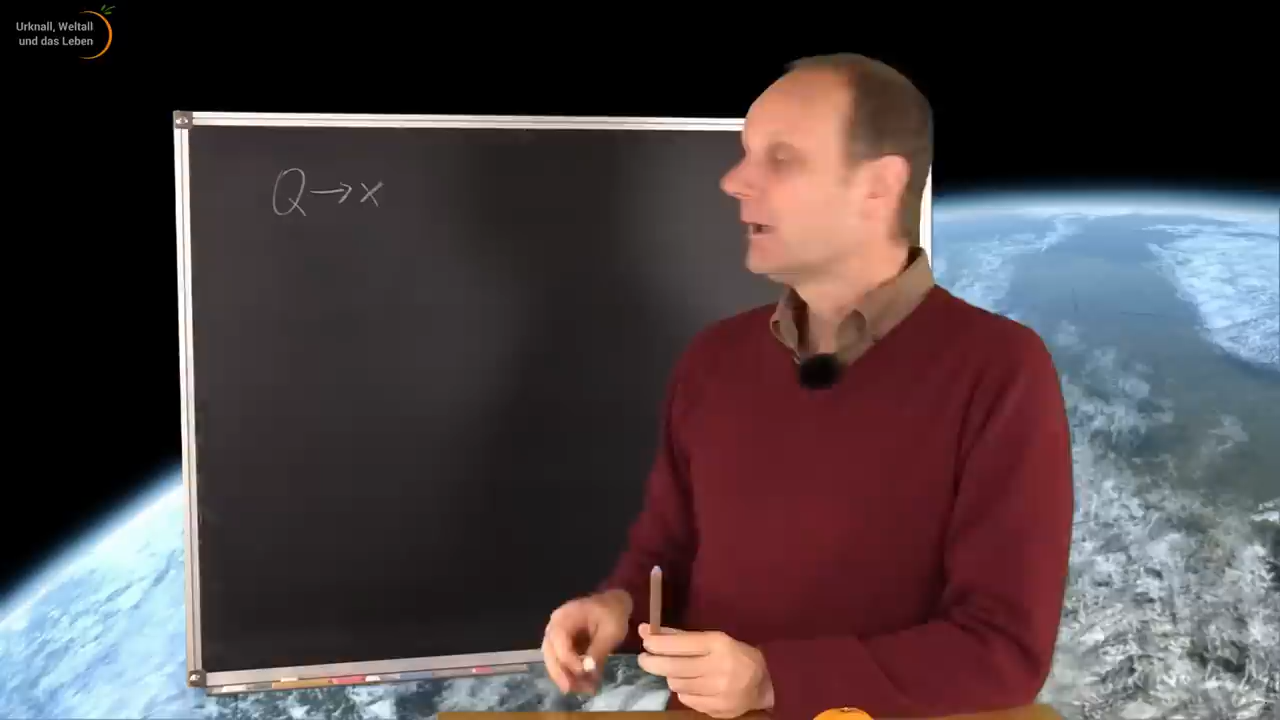 Urknall, Weltall
und das Leben
Q → x